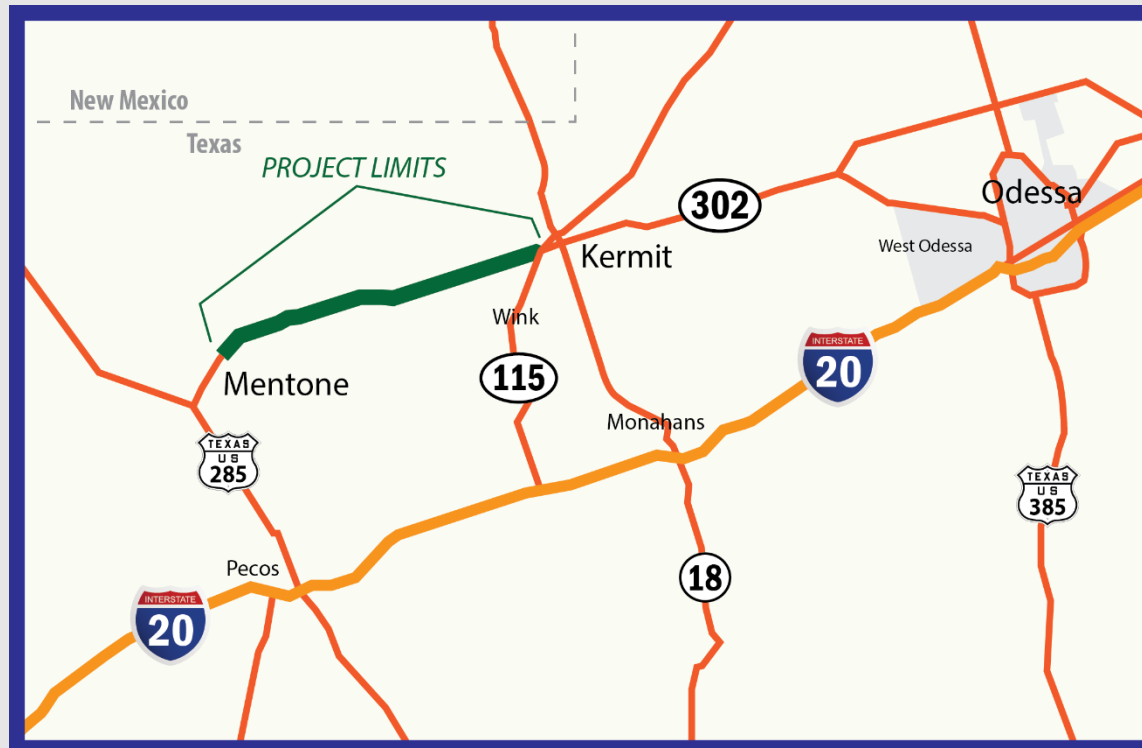 New Mexico
Texas
PROJECT LIMITS
302
Odessa
Kermit
West Odessa
Wink
INTERSTATE
20
115
Mentone
Monahans
TEXAS
US
285
TEXAS
US
385
Pecos
18
INTERSTATE
20